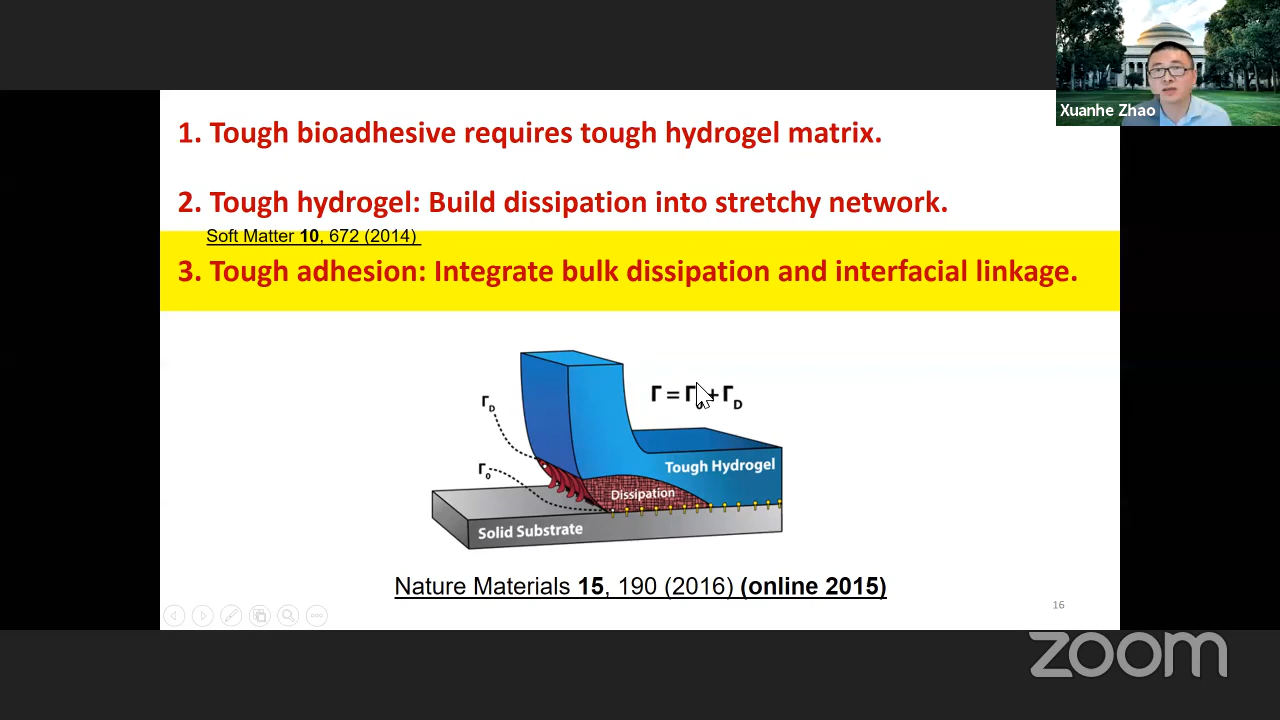 Xuanhe Zhao
1. Tough bioadhesive requires tough hydrogel matrix.
2. Tough hydrogel: Build dissipation into stretchy network.
Soft Matter 10, 672 (2014)
3. Tough adhesion: Integrate bulk dissipation and interfacial linkage.
Γ = Γ0 + ΓD
ΓD
Γ0
Tough Hydrogel
Dissipation
Solid Substrate
Nature Materials 15, 190 (2016) (online 2015)
16
zoom